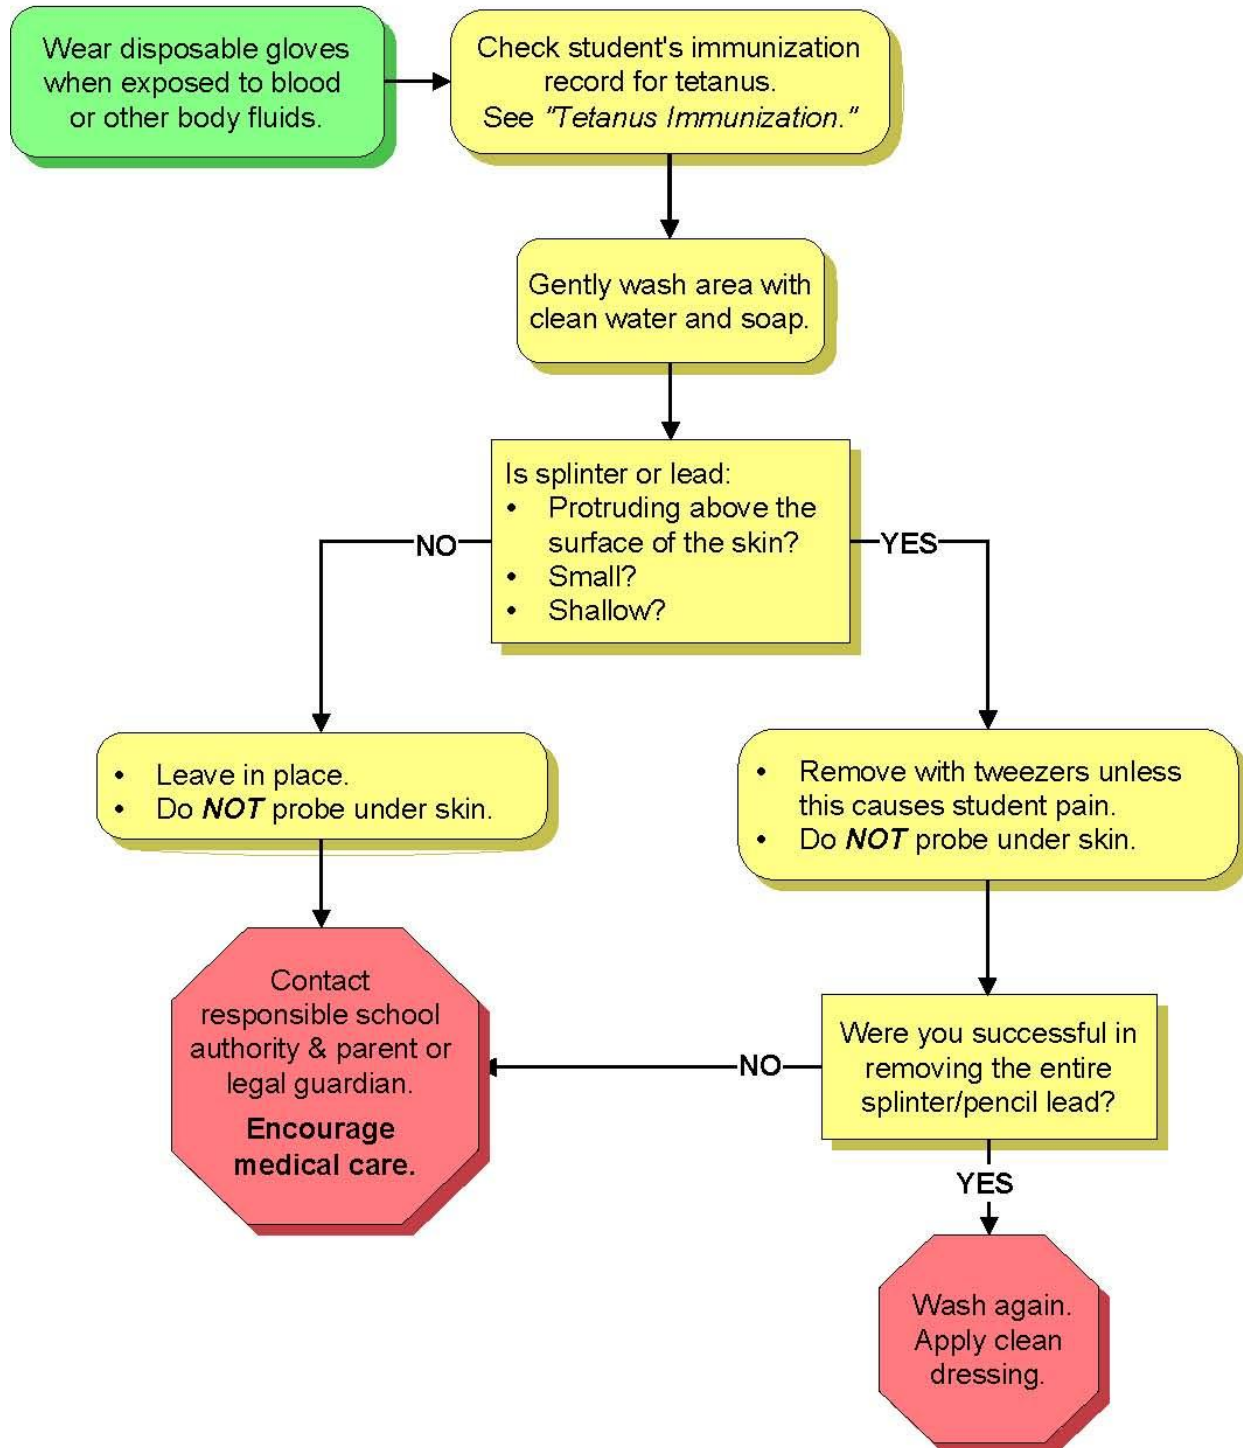 Wear disposable gloves
when exposed to blood
or other body fluids.
Check student's immunization
record for tetanus.
See "Tetanus Immunization."
Gently wash area with
clean water and soap.
Is splinter or lead:
• Protruding above the
surface of the skin?
• Small?
• Shallow?
NO
YES
• Leave in place.
• Do NOT probe under skin.
• Remove with tweezers unless
this causes student pain.
• Do NOT probe under skin.
Contact
responsible school
authority & parent or
legal guardian.
Encourage
medical care.
NO
Were you successful in
removing the entire
splinter/pencil lead?
YES
Wash again.
Apply clean
dressing.